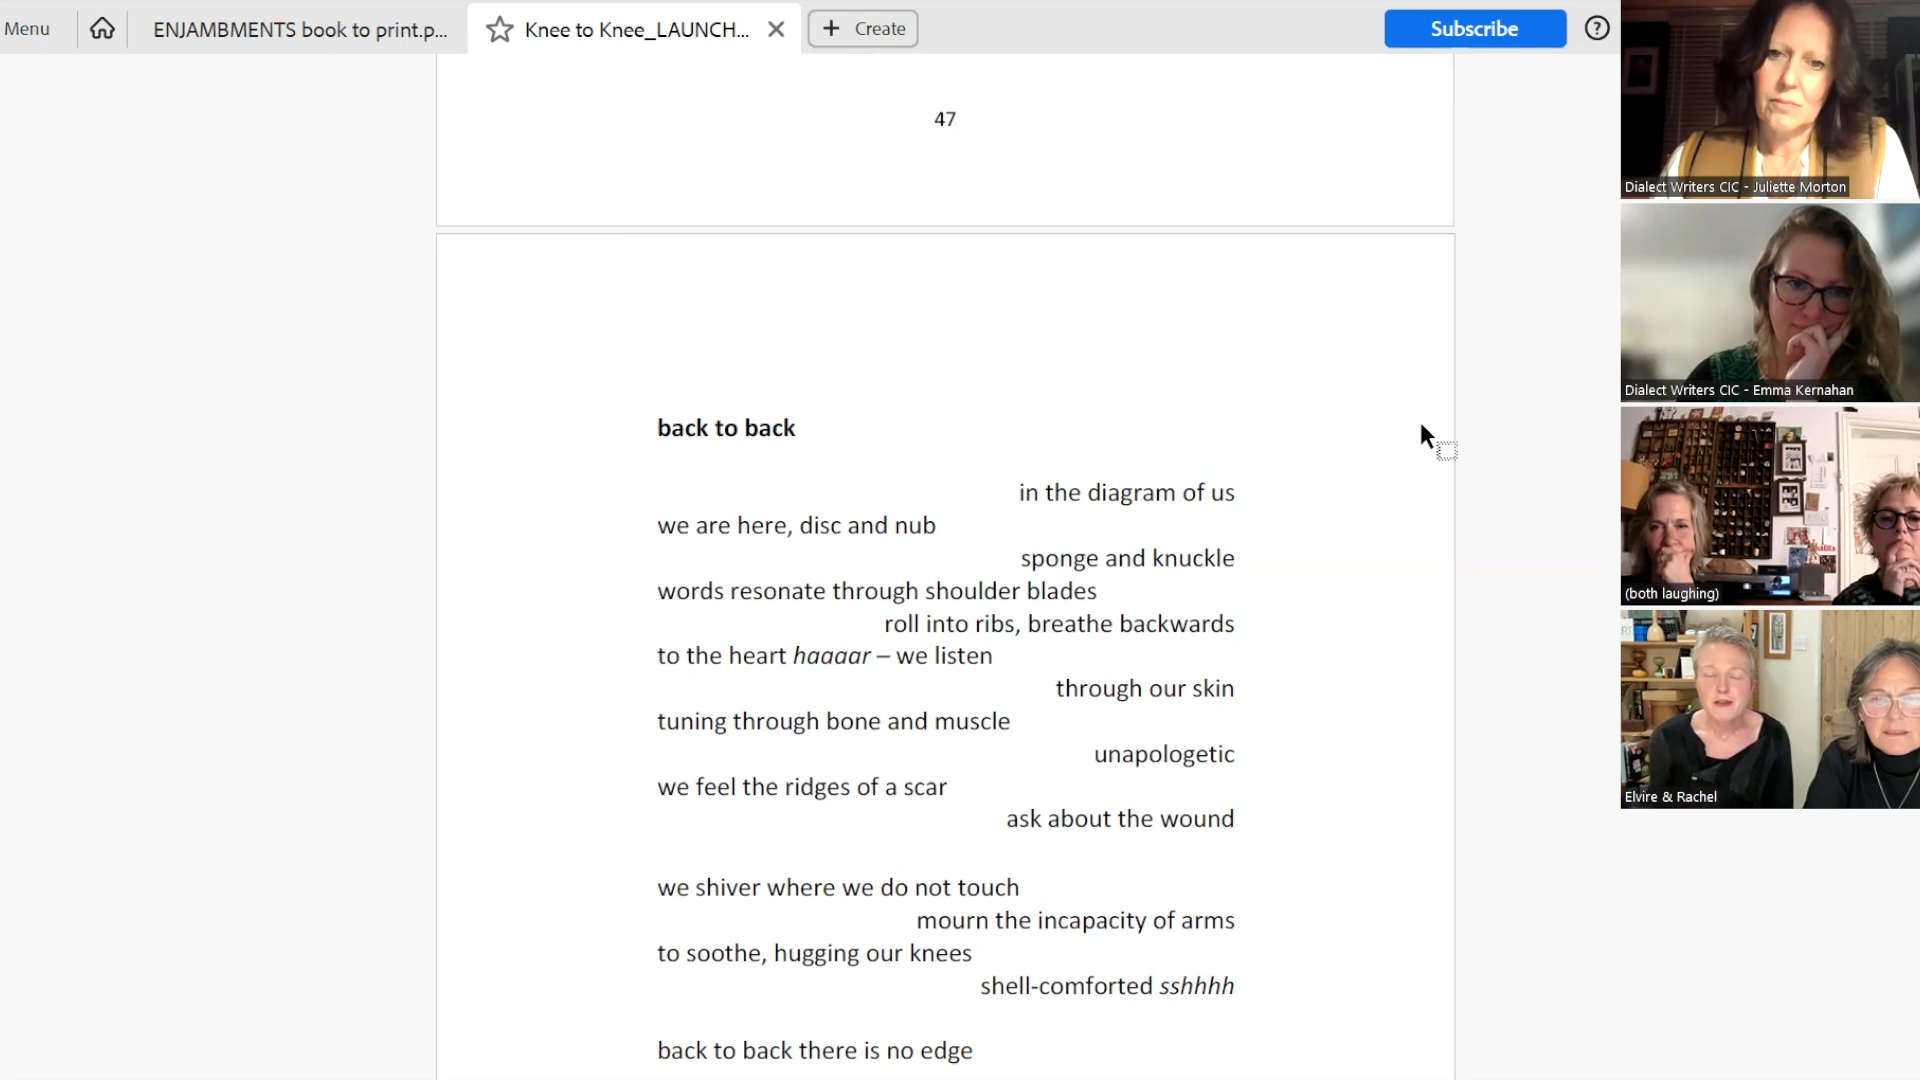 Menu
ENJAMBMENTS book to print.p...
Knee to Knee_LAUNCH...
Create
Subscribe
47
back to back
in the diagram of us
we are here, disc and nub
sponge and knuckle
words resonate through shoulder blades
roll into ribs, breathe backwards
to the heart haaaar – we listen
through our skin
tuning through bone and muscle
unapologetic
we feel the ridges of a scar
ask about the wound
we shiver where we do not touch
mourn the incapacity of arms
to soothe, hugging our knees
shell-comforted sshhhh
back to back there is no edge
Dialect Writers CIC - Juliette Morton
Dialect Writers CIC - Emma Kernahan
(both laughing)
Elvire & Rachel